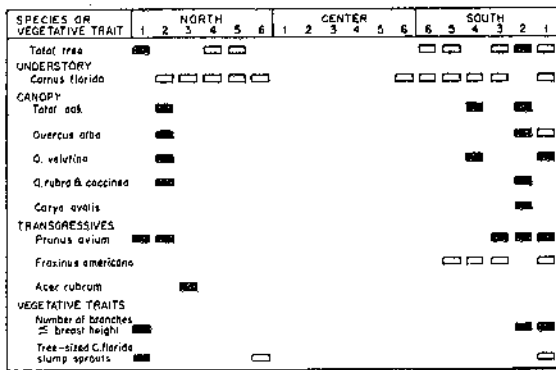 SPECIES OR NORTH CENTER SOUTH
VEGETATIVE TRAIT 1 2 3 4 5 6 1 2 3 4 5 6 6 5 4 3 2 1
Total tree
UNDERSTORY
Cornus florida
CANOPY
Total oak
Quercus alba
Q. velutina
Q. rubra & coccinea
Carya ovalis
TRANSGRESSIVES
Prunus avium
Fraxinus americana
Acer rubrum
VEGETATIVE TRAITS
Number of branches
≤ breast height
Tree-sized C. florida
stump sprouts